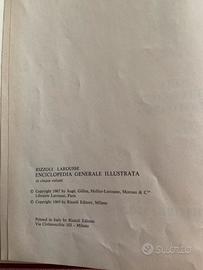 RIZZOLI LAROUSSE
ENCICLOPEDIA GENERALE ILLUSTRATA
in cinque volumi
© Copyright 1967 by Augé, Gillon, Hollier-Larousse, Moreau & C.ie
Librairie Larousse, Paris
© Copyright 1969 by Rizzoli Editore, Milano
Printed in Italy by Rizzoli Editore
Via Civitavecchia 102 - Milano
subito